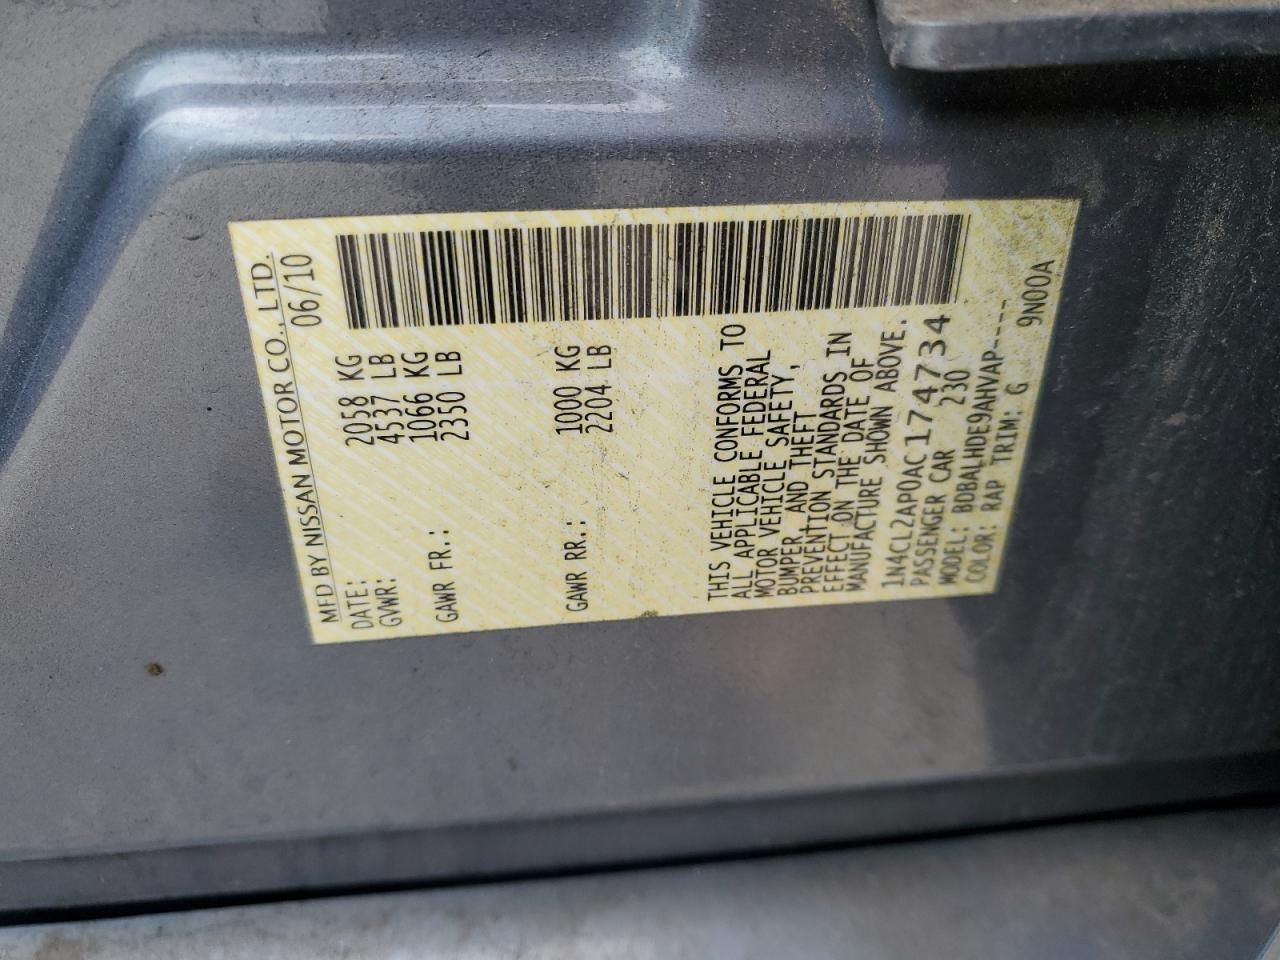 MFD BY NISSAN MOTOR CO., LTD.
DATE: 06/10
GVWR: 2058 KG
4537 LB
GAWR FR.: 1066 KG
2350 LB
GAWR RR.: 1000 KG
2204 LB
THIS VEHICLE CONFORMS TO
ALL APPLICABLE FEDERAL
MOTOR VEHICLE SAFETY,
BUMPER, AND THEFT
PREVENTION STANDARDS IN
EFFECT ON THE DATE OF
MANUFACTURE SHOWN ABOVE.
1N4CL2AP0AC174734
PASSENGER CAR 230
MODEL: BDBALHDE9AHVAP----
COLOR: RAP TRIM: G 9N00A